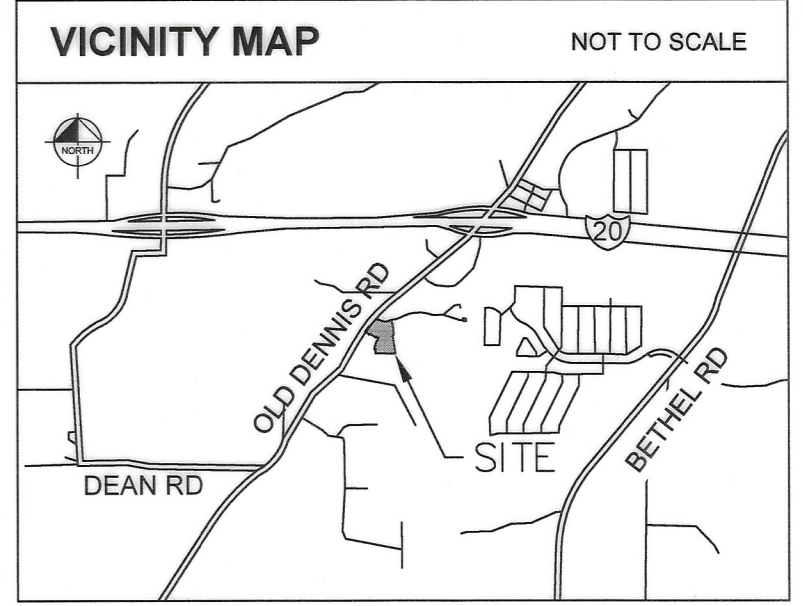 VICINITY MAP
NOT TO SCALE
NORTH
20
OLD DENNIS RD
BETHEL RD
SITE
DEAN RD